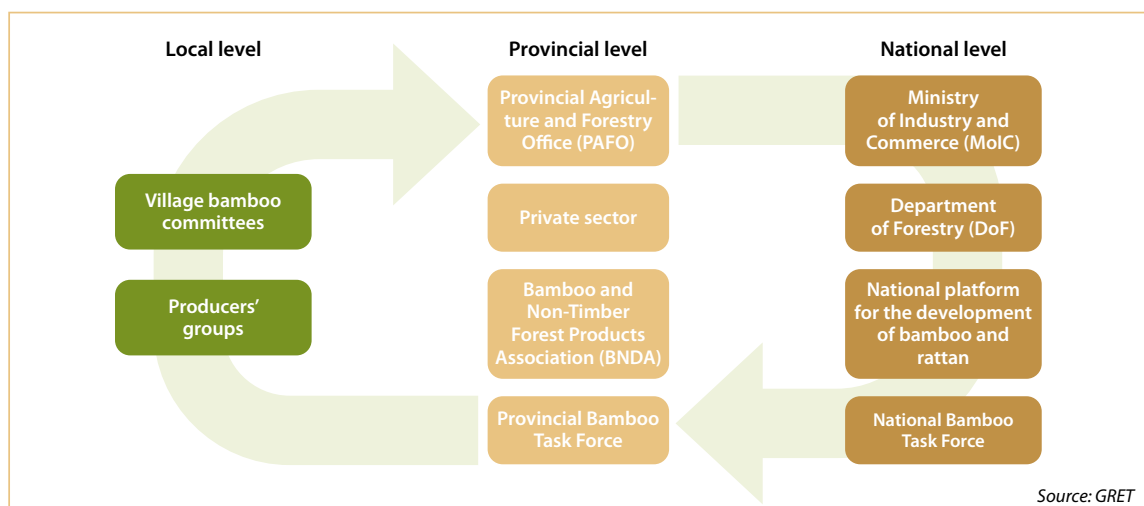 Local level
Village bamboo
committees
Producers'
groups
Provincial level
Provincial Agricul-
ture and Forestry
Office (PAFO)
Private sector
Bamboo and
Non-Timber
Forest Products
Association (BNDA)
Provincial Bamboo
Task Force
National level
Ministry
of Industry and
Commerce (MoIC)
Department
of Forestry (DoF)
National platform
for the development
of bamboo and
rattan
National Bamboo
Task Force
Source: GRET